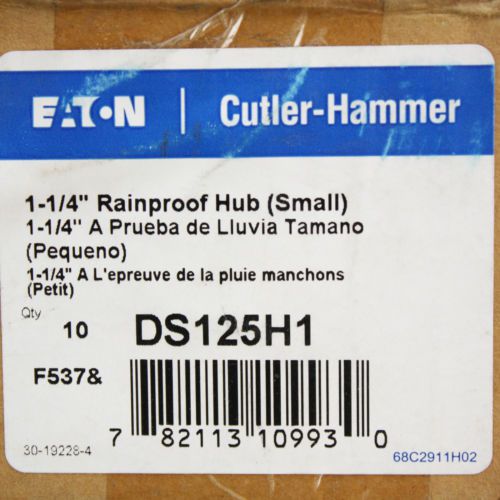 EATON | Cutler-Hammer
1-1/4" Rainproof Hub (Small)
1-1/4" A Prueba de Lluvia Tamano
(Pequeno)
1-1/4" A L'epreuve de la pluie manchons
(Petit)
Qty
10 DS125H1
F537&
7 82113 10993 0
30-19228-4
68C2911H02